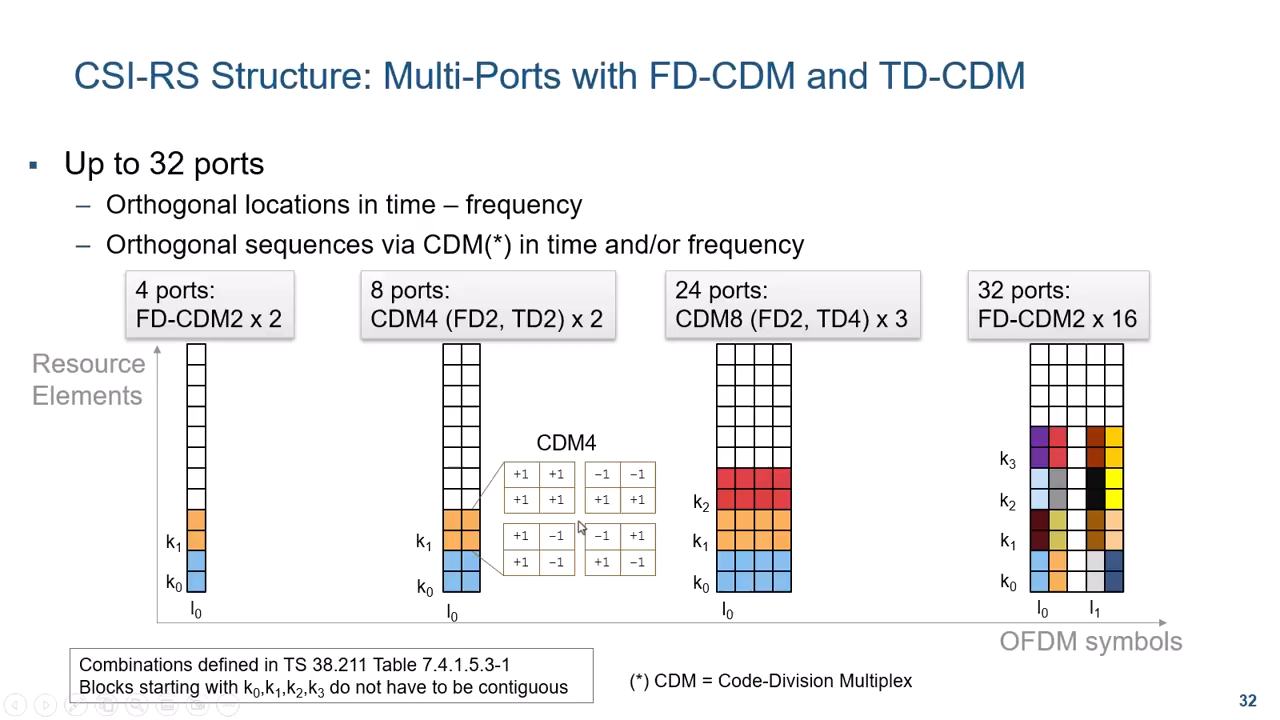 CSI-RS Structure: Multi-Ports with FD-CDM and TD-CDM
▪ Up to 32 ports
– Orthogonal locations in time – frequency
– Orthogonal sequences via CDM(*) in time and/or frequency
4 ports:
FD-CDM2 x 2
8 ports:
CDM4 (FD2, TD2) x 2
24 ports:
CDM8 (FD2, TD4) x 3
32 ports:
FD-CDM2 x 16
Resource
Elements
k1
k0
l0
CDM4
+1 +1 −1 −1
+1 +1 +1 +1
+1 −1 −1 +1
+1 −1 +1 −1
k1
k0
l0
k2
k1
k0
l0
k3
k2
k1
k0
l0 l1
OFDM symbols
Combinations defined in TS 38.211 Table 7.4.1.5.3-1
Blocks starting with k0,k1,k2,k3 do not have to be contiguous
(*) CDM = Code-Division Multiplex
32